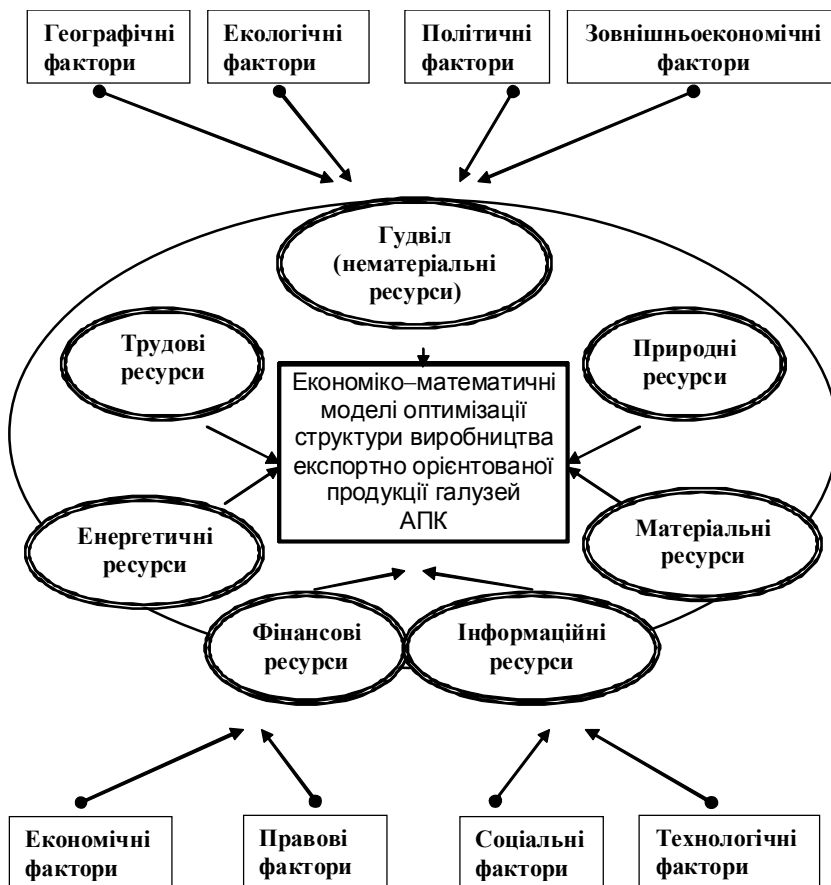 Географічні
фактори
Екологічні
фактори
Політичні
фактори
Зовнішньоекономічні
фактори
Гудвіл
(нематеріальні
ресурси)
Трудові
ресурси
Природні
ресурси
Економіко–математичні
моделі оптимізації
структури виробництва
експортно орієнтованої
продукції галузей
АПК
Енергетичні
ресурси
Матеріальні
ресурси
Фінансові
ресурси
Інформаційні
ресурси
Економічні
фактори
Правові
фактори
Соціальні
фактори
Технологічні
фактори